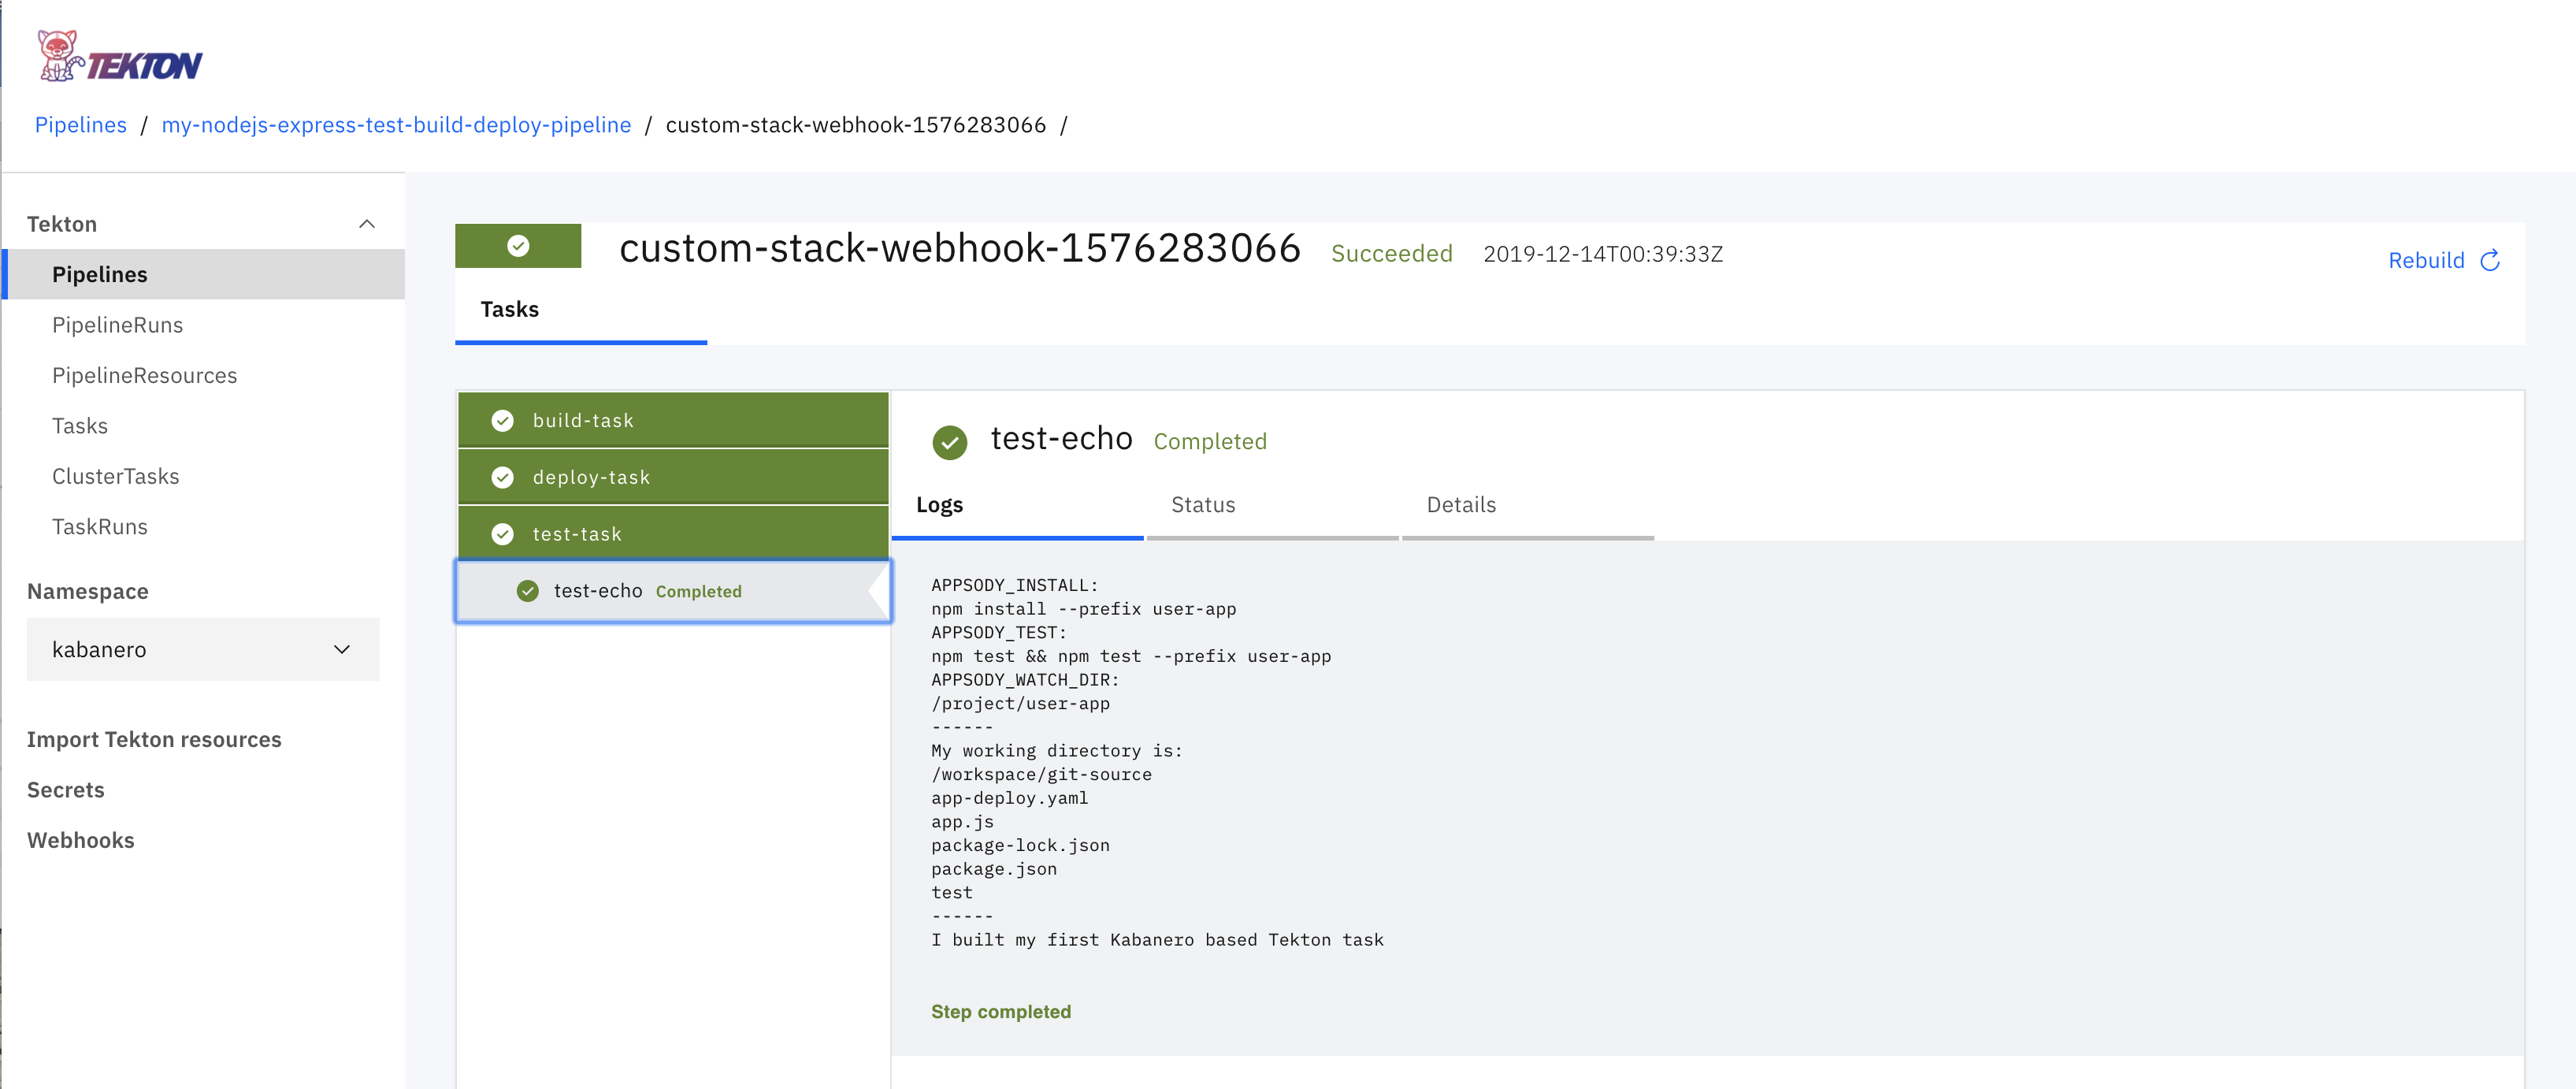 TEKTON
Pipelines / my-nodejs-express-test-build-deploy-pipeline / custom-stack-webhook-1576283066 /
Tekton
Pipelines
PipelineRuns
PipelineResources
Tasks
ClusterTasks
TaskRuns
Namespace
kabanero
Import Tekton resources
Secrets
Webhooks
custom-stack-webhook-1576283066 Succeeded 2019-12-14T00:39:33Z
Rebuild
Tasks
build-task
deploy-task
test-task
test-echo Completed
test-echo Completed
Logs Status Details
APPSODY_INSTALL:
npm install --prefix user-app
APPSODY_TEST:
npm test && npm test --prefix user-app
APPSODY_WATCH_DIR:
/project/user-app
------
My working directory is:
/workspace/git-source
app-deploy.yaml
app.js
package-lock.json
package.json
test
------
I built my first Kabanero based Tekton task
Step completed